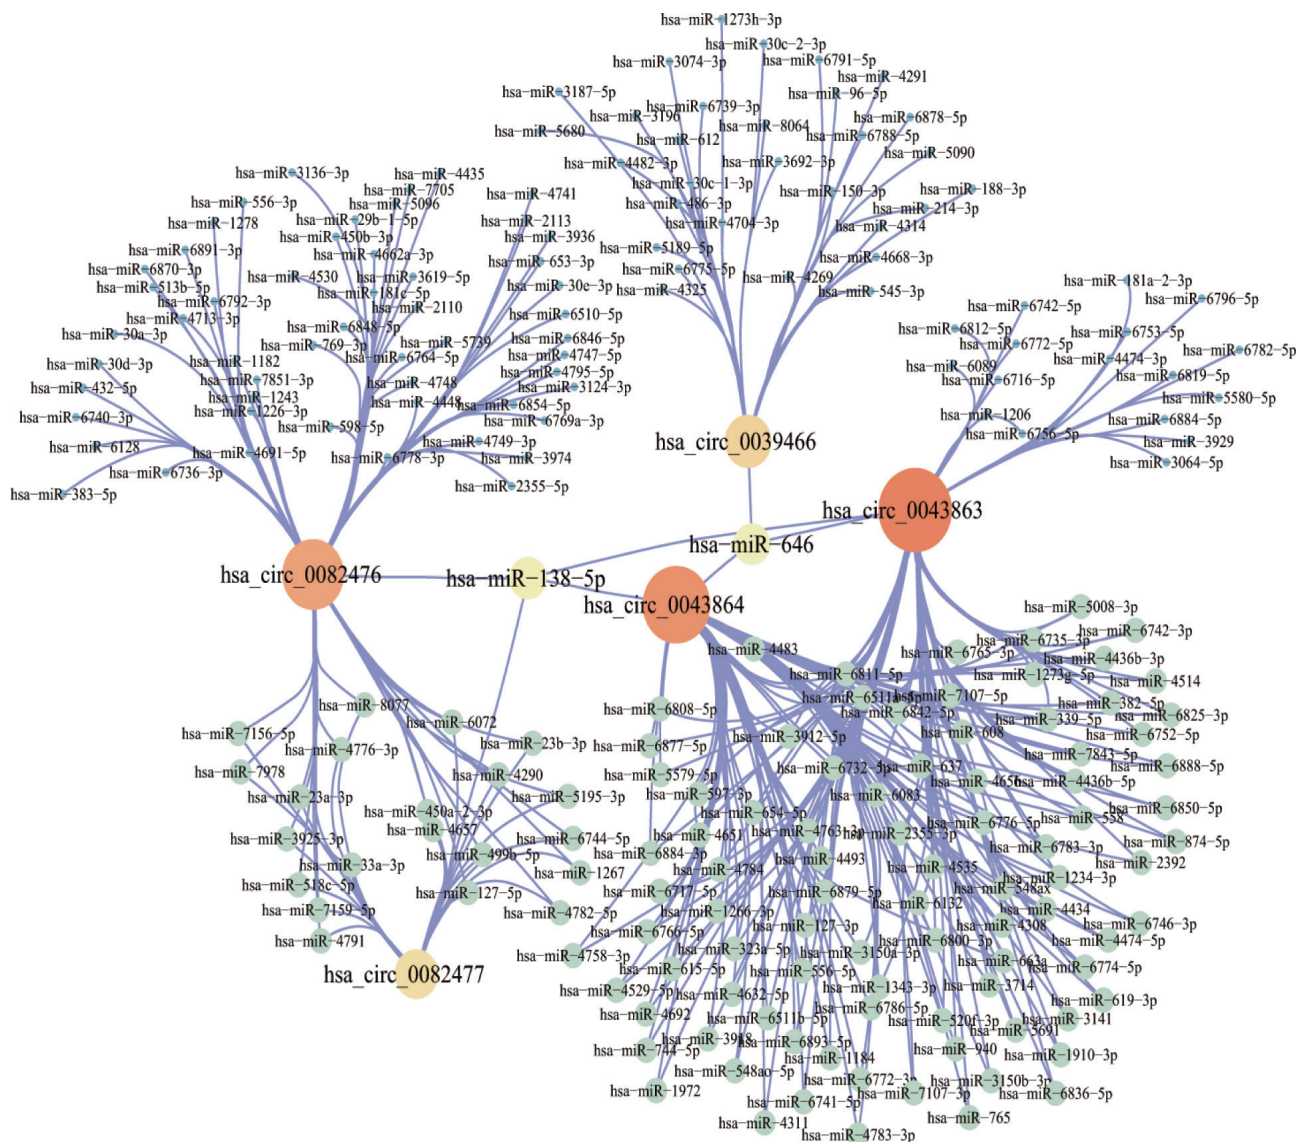 hsa-miR-1273h-3p
hsa-miR-30c-2-3p
hsa-miR-3074-3p
hsa-miR-6791-5p
hsa-miR-4291
hsa-miR-3187-5p
hsa-miR-96-5p
hsa-miR-6739-3p
hsa-miR-3196
hsa-miR-6878-5p
hsa-miR-8064
hsa-miR-5680
hsa-miR-612
hsa-miR-6788-5p
hsa-miR-5090
hsa-miR-4482-3p
hsa-miR-3692-3p
hsa-miR-30c-1-3p
hsa-miR-150-3p
hsa-miR-188-3p
hsa-miR-486-3p
hsa-miR-214-3p
hsa-miR-4704-3p
hsa-miR-4314
hsa-miR-5189-5p
hsa-miR-4668-3p
hsa-miR-6775-5p
hsa-miR-4269
hsa-miR-4325
hsa-miR-545-3p
hsa-miR-3136-3p
hsa-miR-4435
hsa-miR-7705
hsa-miR-4741
hsa-miR-556-3p
hsa-miR-5096
hsa-miR-1278
hsa-miR-29b-1-5p
hsa-miR-2113
hsa-miR-450b-3p
hsa-miR-3936
hsa-miR-6891-3p
hsa-miR-4662a-3p
hsa-miR-653-3p
hsa-miR-6870-3p
hsa-miR-4530
hsa-miR-3619-5p
hsa-miR-513b-5p
hsa-miR-181c-5p
hsa-miR-30e-3p
hsa-miR-6792-3p
hsa-miR-2110
hsa-miR-4713-3p
hsa-miR-6510-5p
hsa-miR-30a-3p
hsa-miR-6848-5p
hsa-miR-769-3p
hsa-miR-5739
hsa-miR-6846-5p
hsa-miR-30d-3p
hsa-miR-1182
hsa-miR-6764-5p
hsa-miR-4747-5p
hsa-miR-4795-5p
hsa-miR-432-5p
hsa-miR-7851-3p
hsa-miR-4748
hsa-miR-3124-3p
hsa-miR-1243
hsa-miR-4448
hsa-miR-6854-5p
hsa-miR-6740-3p
hsa-miR-1226-3p
hsa-miR-6769a-3p
hsa-miR-598-5p
hsa-miR-6128
hsa-miR-4691-5p
hsa-miR-4749-3p
hsa-miR-6778-3p
hsa-miR-3974
hsa-miR-6736-3p
hsa-miR-383-5p
hsa-miR-2355-5p
hsa-miR-181a-2-3p
hsa-miR-6742-5p
hsa-miR-6796-5p
hsa-miR-6812-5p
hsa-miR-6753-5p
hsa-miR-6772-5p
hsa-miR-6782-5p
hsa-miR-6089
hsa-miR-4474-3p
hsa-miR-6716-5p
hsa-miR-6819-5p
hsa-miR-5580-5p
hsa-miR-1206
hsa-miR-6884-5p
hsa-miR-6756-5p
hsa-miR-3929
hsa-miR-3064-5p
hsa_circ_0039466
hsa_circ_0043863
hsa-miR-646
hsa_circ_0082476
hsa-miR-138-5p
hsa_circ_0043864
hsa-miR-8077
hsa-miR-6072
hsa-miR-7156-5p
hsa-miR-4776-3p
hsa-miR-23b-3p
hsa-miR-7978
hsa-miR-4290
hsa-miR-23a-3p
hsa-miR-5195-3p
hsa-miR-450a-2-3p
hsa-miR-4657
hsa-miR-3925-3p
hsa-miR-6744-5p
hsa-miR-499b-5p
hsa-miR-33a-3p
hsa-miR-1267
hsa-miR-518c-5p
hsa-miR-127-5p
hsa-miR-7159-5p
hsa-miR-4782-5p
hsa-miR-4791
hsa_circ_0082477
hsa-miR-5008-3p
hsa-miR-4483
hsa-miR-6765-3p
hsa-miR-6735-3p
hsa-miR-6742-3p
hsa-miR-4436b-3p
hsa-miR-6811-5p
hsa-miR-1273g-5p
hsa-miR-4514
hsa-miR-7107-5p
hsa-miR-382-5p
hsa-miR-6808-5p
hsa-miR-6842-5p
hsa-miR-339-5p
hsa-miR-6825-3p
hsa-miR-3912-5p
hsa-miR-608
hsa-miR-6752-5p
hsa-miR-6877-5p
hsa-miR-7843-5p
hsa-miR-6732-5p
hsa-miR-637
hsa-miR-6888-5p
hsa-miR-5579-5p
hsa-miR-4436b-5p
hsa-miR-597-3p
hsa-miR-6083
hsa-miR-654-5p
hsa-miR-6850-5p
hsa-miR-6776-5p
hsa-miR-558
hsa-miR-4651
hsa-miR-4763-3p
hsa-miR-2355-3p
hsa-miR-874-5p
hsa-miR-6884-3p
hsa-miR-6783-3p
hsa-miR-4493
hsa-miR-2392
hsa-miR-4784
hsa-miR-4535
hsa-miR-1234-3p
hsa-miR-6717-5p
hsa-miR-6879-5p
hsa-miR-548ax
hsa-miR-6132
hsa-miR-4434
hsa-miR-1266-3p
hsa-miR-4308
hsa-miR-6746-3p
hsa-miR-6766-5p
hsa-miR-127-3p
hsa-miR-6800-3p
hsa-miR-4474-5p
hsa-miR-4758-3p
hsa-miR-323a-5p
hsa-miR-3150a-3p
hsa-miR-663a
hsa-miR-6774-5p
hsa-miR-615-5p
hsa-miR-556-5p
hsa-miR-1343-3p
hsa-miR-3714
hsa-miR-4529-5p
hsa-miR-4632-5p
hsa-miR-619-3p
hsa-miR-6786-5p
hsa-miR-4692
hsa-miR-6511b-5p
hsa-miR-520f-3p
hsa-miR-3141
hsa-miR-5691
hsa-miR-3918
hsa-miR-6893-5p
hsa-miR-744-5p
hsa-miR-1184
hsa-miR-940
hsa-miR-1910-3p
hsa-miR-548ao-5p
hsa-miR-6772-3p
hsa-miR-3150b-3p
hsa-miR-1972
hsa-miR-7107-3p
hsa-miR-6836-5p
hsa-miR-6741-5p
hsa-miR-4311
hsa-miR-765
hsa-miR-4783-3p